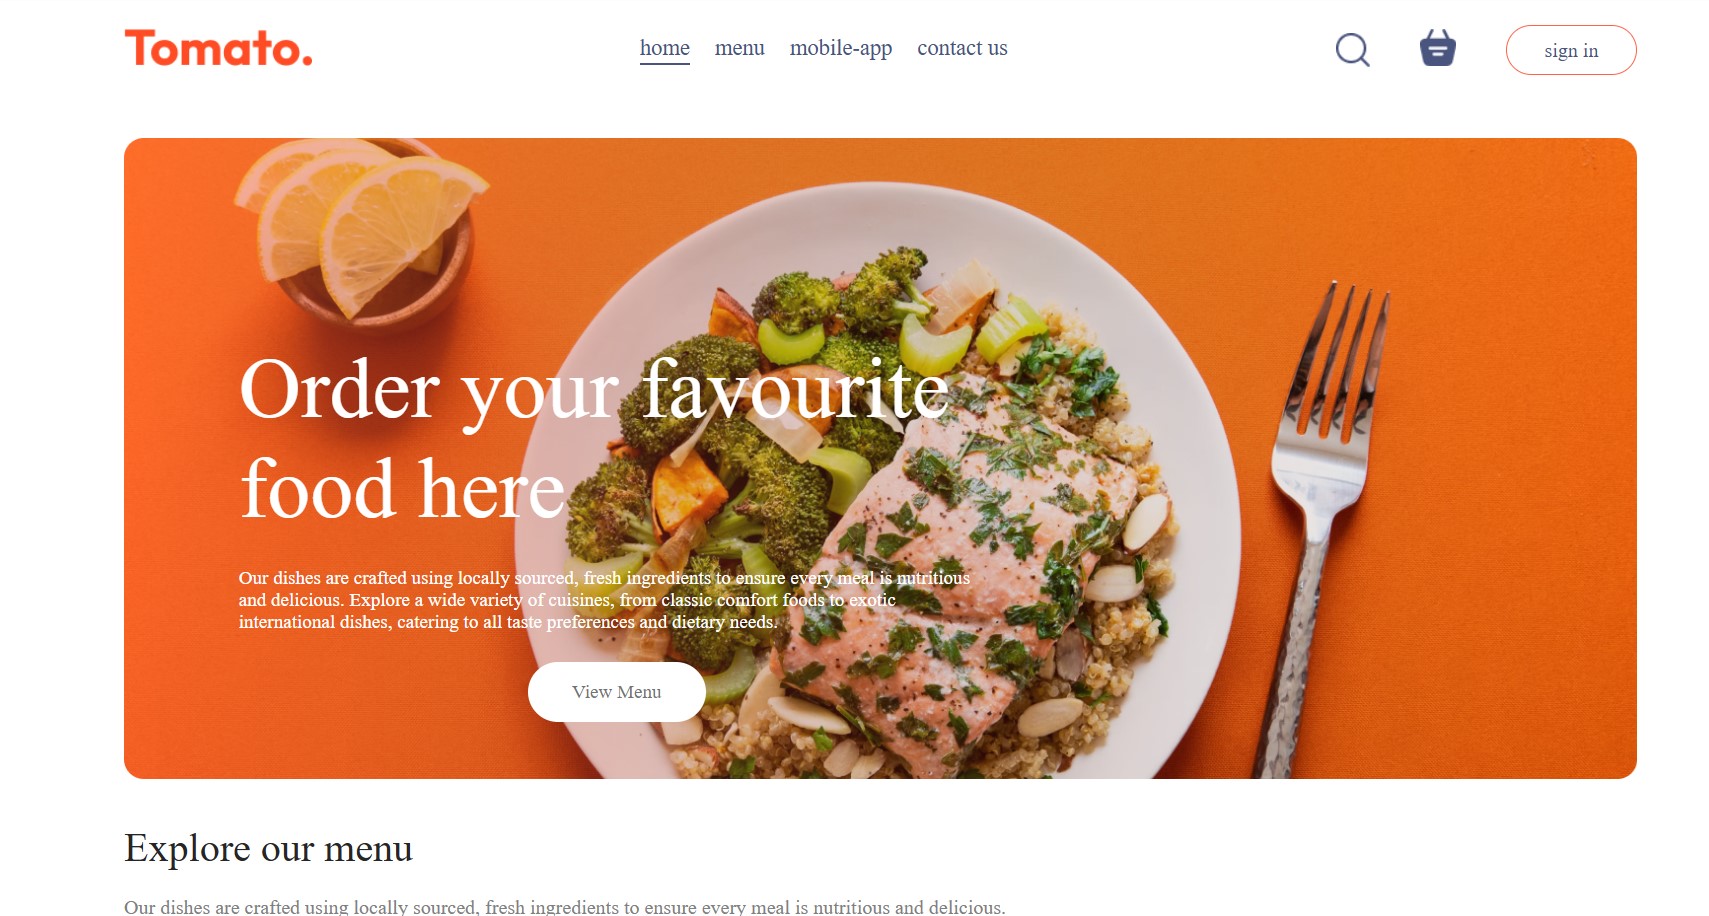 Tomato.
home menu mobile-app contact us
sign in
Order your favourite
food here
Our dishes are crafted using locally sourced, fresh ingredients to ensure every meal is nutritious
and delicious. Explore a wide variety of cuisines, from classic comfort foods to exotic
international dishes, catering to all taste preferences and dietary needs.
View Menu
Explore our menu
Our dishes are crafted using locally sourced, fresh ingredients to ensure every meal is nutritious and delicious.